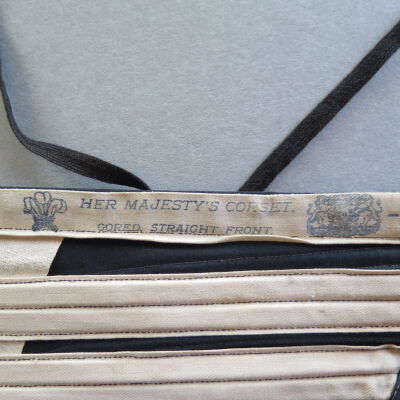 HER MAJESTY'S CORSET.
GORED, STRAIGHT FRONT.